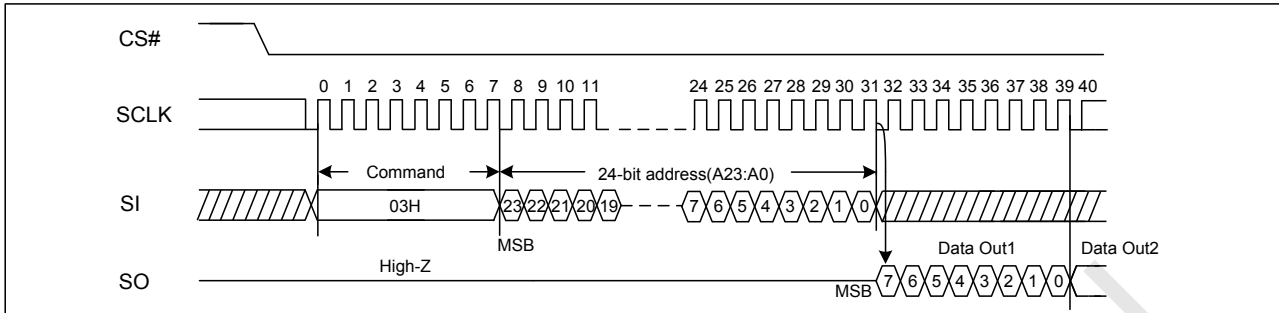 CS#
0 1 2 3 4 5 6 7 8 9 10 11 24 25 26 27 28 29 30 31 32 33 34 35 36 37 38 39 40
SCLK
Command 24-bit address(A23:A0)
SI 03H 23 22 21 20 19 7 6 5 4 3 2 1 0
MSB Data Out1 Data Out2
High-Z
SO MSB 7 6 5 4 3 2 1 0